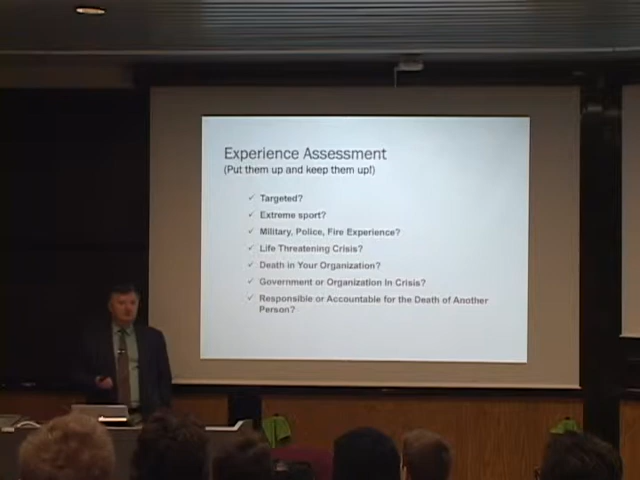 Experience Assessment
(Put them up and keep them up!)
Targeted?
Extreme sport?
Military, Police, Fire Experience?
Life Threatening Crisis?
Death in Your Organization?
Government or Organization In Crisis?
Responsible or Accountable for the Death of Another
Person?